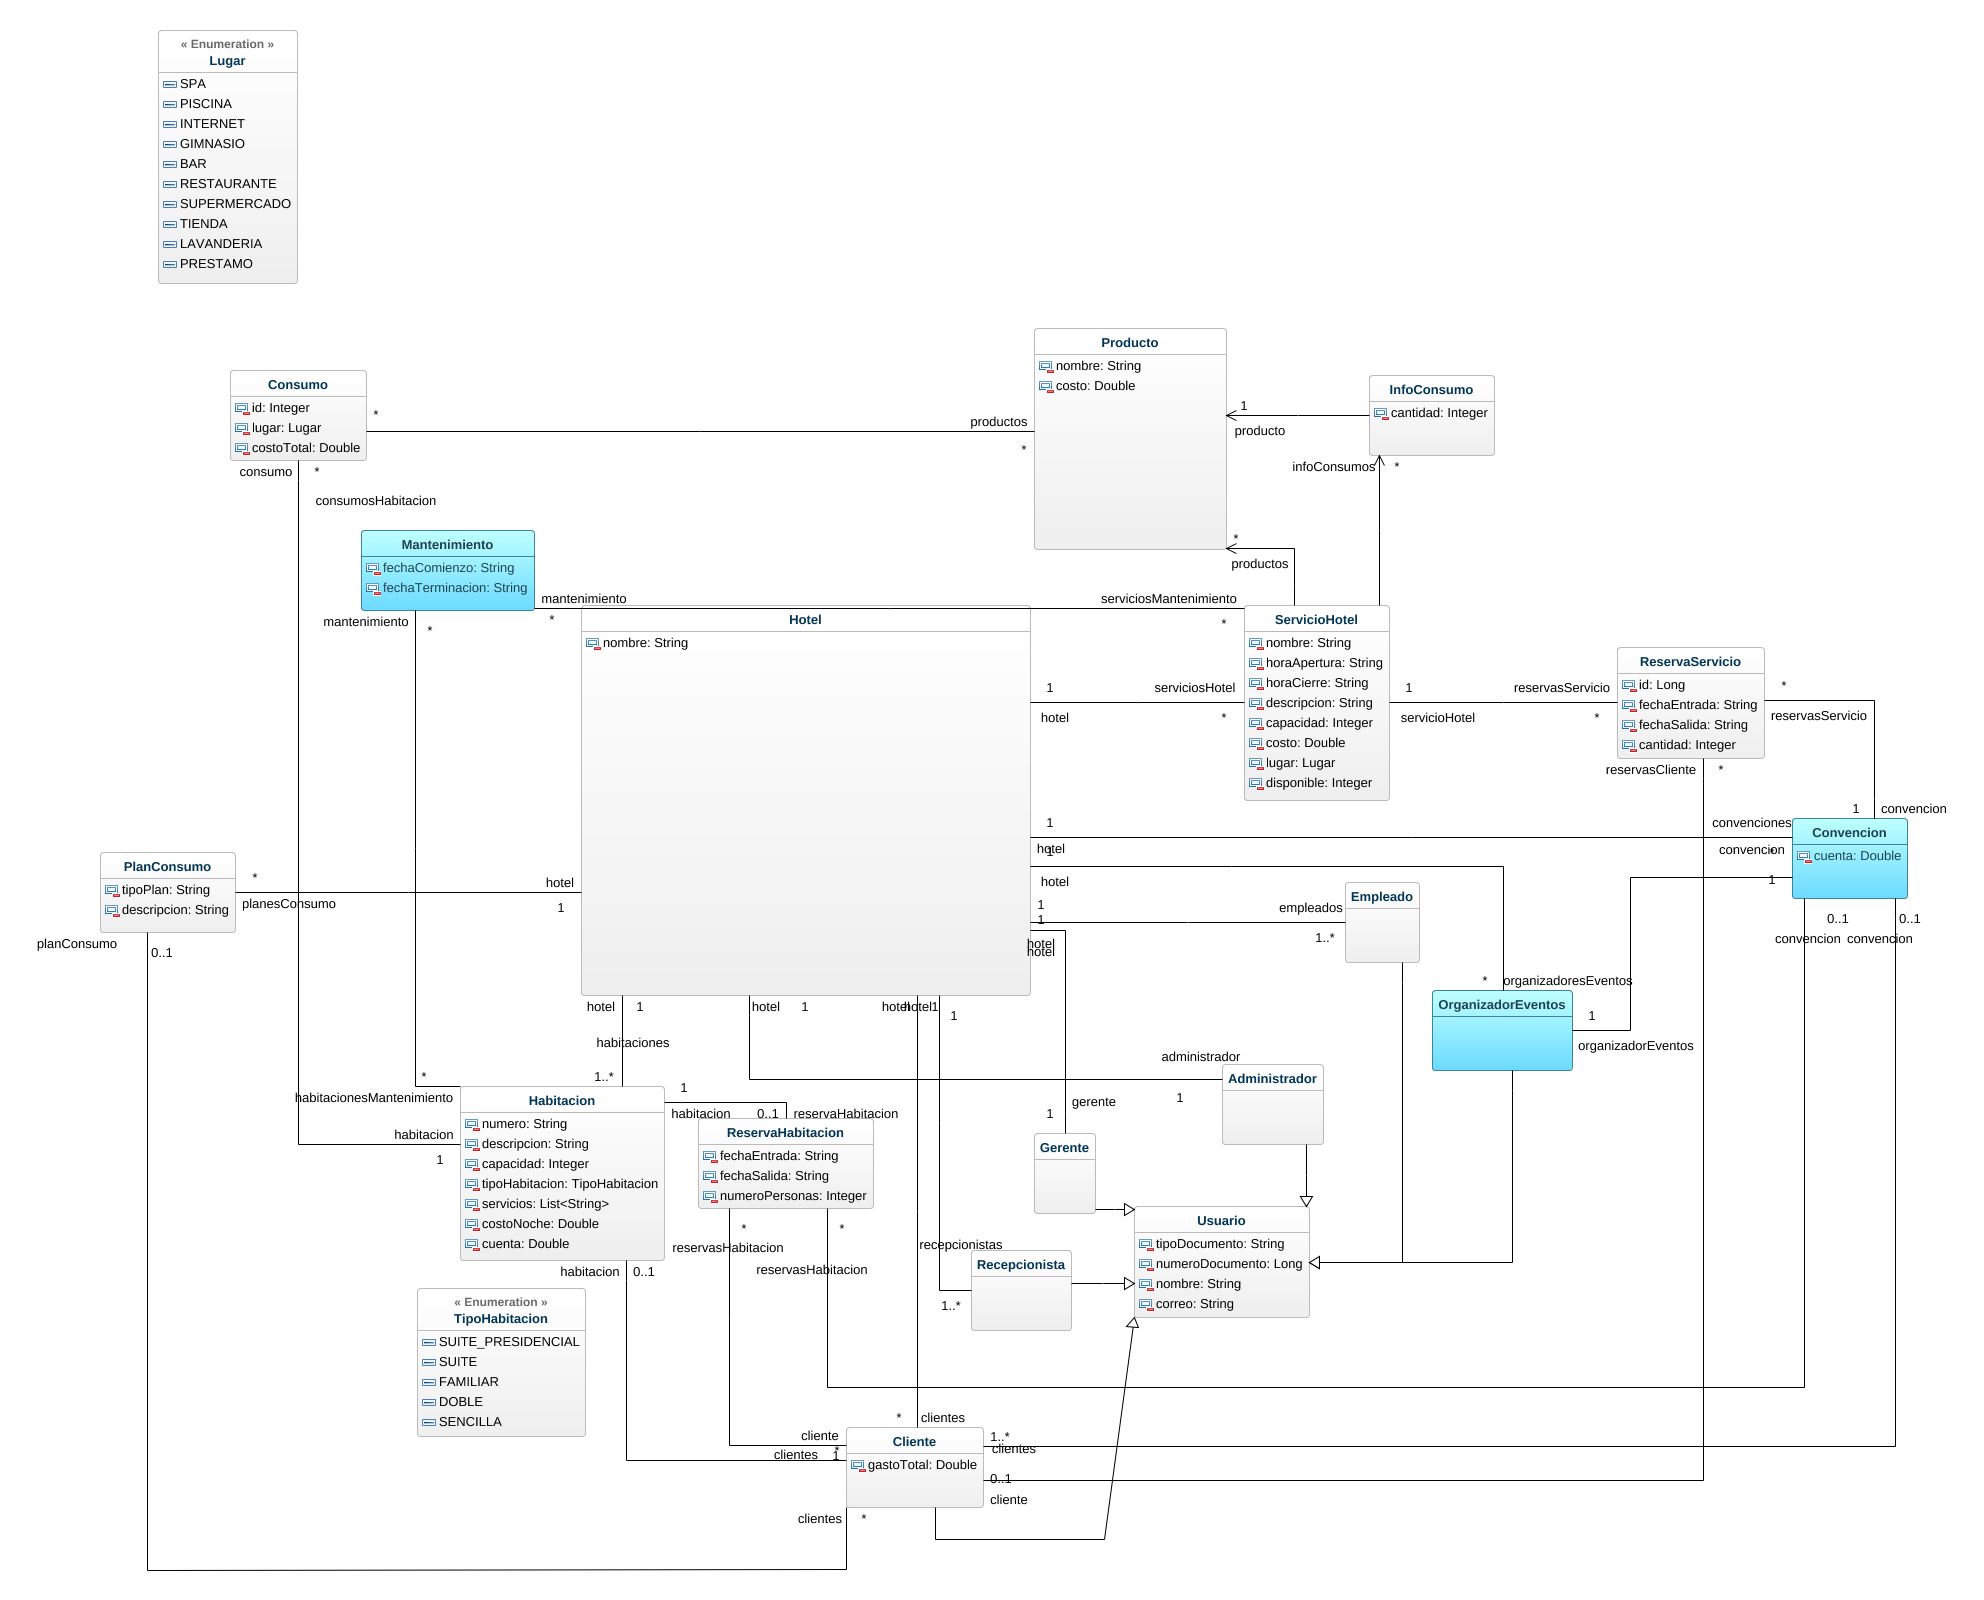 « Enumeration »
Lugar
SPA
PISCINA
INTERNET
GIMNASIO
BAR
RESTAURANTE
SUPERMERCADO
TIENDA
LAVANDERIA
PRESTAMO
Producto
nombre: String
costo: Double
Consumo
id: Integer
lugar: Lugar
costoTotal: Double
*
productos
*
InfoConsumo
cantidad: Integer
1
producto
infoConsumos
*
consumo
*
consumosHabitacion
Mantenimiento
fechaComienzo: String
fechaTerminacion: String
*
productos
mantenimiento
*
serviciosMantenimiento
*
mantenimiento
*
Hotel
nombre: String
ServicioHotel
nombre: String
horaApertura: String
horaCierre: String
descripcion: String
capacidad: Integer
costo: Double
lugar: Lugar
disponible: Integer
1
hotel
serviciosHotel
*
1
servicioHotel
reservasServicio
*
ReservaServicio
id: Long
fechaEntrada: String
fechaSalida: String
cantidad: Integer
*
reservasServicio
reservasCliente
*
1
convencion
1
hotel
convenciones
*
Convencion
cuenta: Double
convencion
1
1
hotel
PlanConsumo
tipoPlan: String
descripcion: String
*
planesConsumo
hotel
1
planConsumo
0..1
Empleado
1
hotel
empleados
1..*
1
hotel
0..1
convencion
0..1
convencion
*
organizadoresEventos
OrganizadorEventos
1
organizadorEventos
hotel
1
hotel
1
hotel
hotel
1
1
habitaciones
1..*
*
habitacionesMantenimiento
administrador
1
Administrador
gerente
1
Gerente
Habitacion
numero: String
descripcion: String
capacidad: Integer
tipoHabitacion: TipoHabitacion
servicios: List<String>
costoNoche: Double
cuenta: Double
1
habitacion
0..1
reservaHabitacion
habitacion
1
ReservaHabitacion
fechaEntrada: String
fechaSalida: String
numeroPersonas: Integer
*
reservasHabitacion
*
reservasHabitacion
Usuario
tipoDocumento: String
numeroDocumento: Long
nombre: String
correo: String
recepcionistas
1..*
Recepcionista
habitacion
0..1
« Enumeration »
TipoHabitacion
SUITE_PRESIDENCIAL
SUITE
FAMILIAR
DOBLE
SENCILLA
*
clientes
cliente
1
clientes
*
Cliente
gastoTotal: Double
1..*
clientes
0..1
cliente
clientes
*